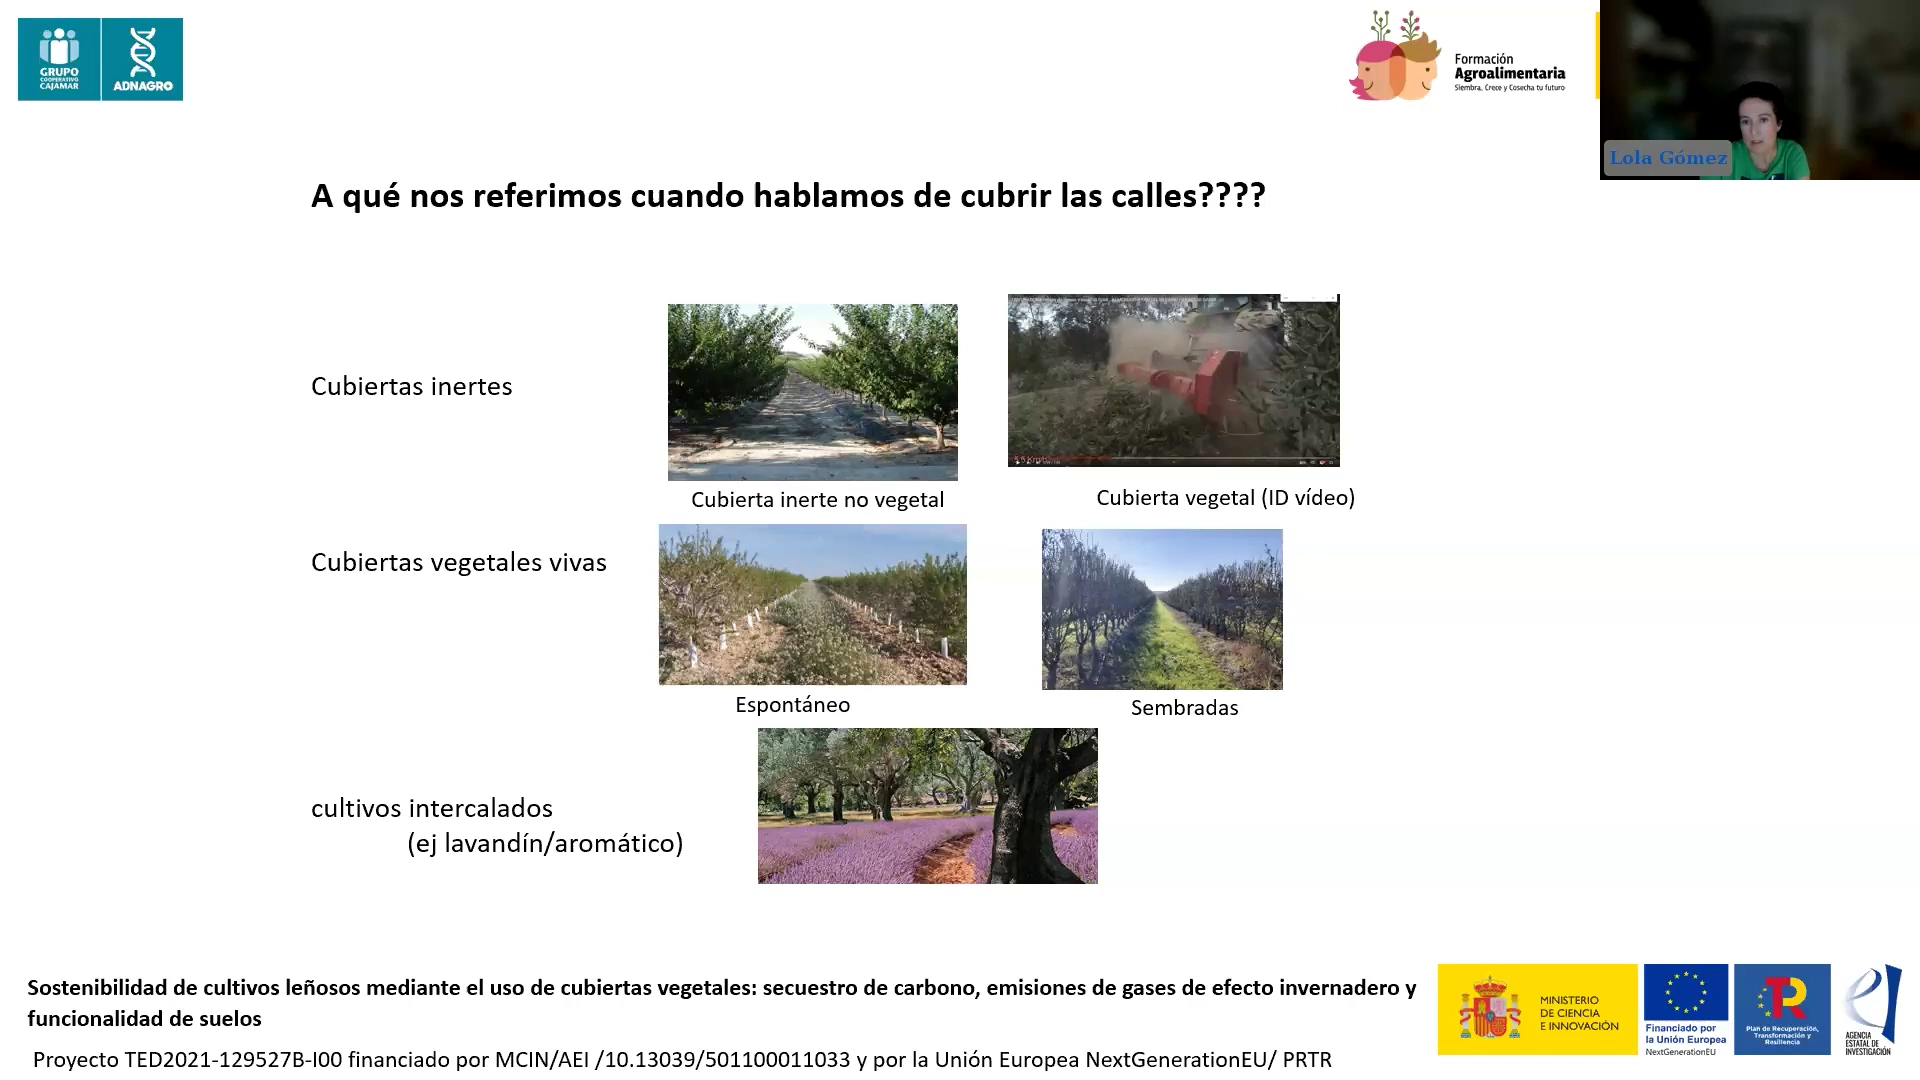 GRUPO
COOPERATIVO
CAJAMAR
ADNAGRO
Formación
Agroalimentaria
Siembra, Crece y Cosecha tu futuro
Lola Gómez
A qué nos referimos cuando hablamos de cubrir las calles????
Cubiertas inertes
Cubierta inerte no vegetal
Cubierta vegetal (ID vídeo)
Cubiertas vegetales vivas
Espontáneo
Sembradas
cultivos intercalados
(ej lavandín/aromático)
Sostenibilidad de cultivos leñosos mediante el uso de cubiertas vegetales: secuestro de carbono, emisiones de gases de efecto invernadero y
funcionalidad de suelos
Proyecto TED2021-129527B-I00 financiado por MCIN/AEI /10.13039/501100011033 y por la Unión Europea NextGenerationEU/ PRTR
MINISTERIO
DE CIENCIA
E INNOVACIÓN
Financiado por
la Unión Europea
NextGenerationEU
Plan de Recuperación,
Transformación y
Resiliencia
AGENCIA
ESTATAL DE
INVESTIGACIÓN